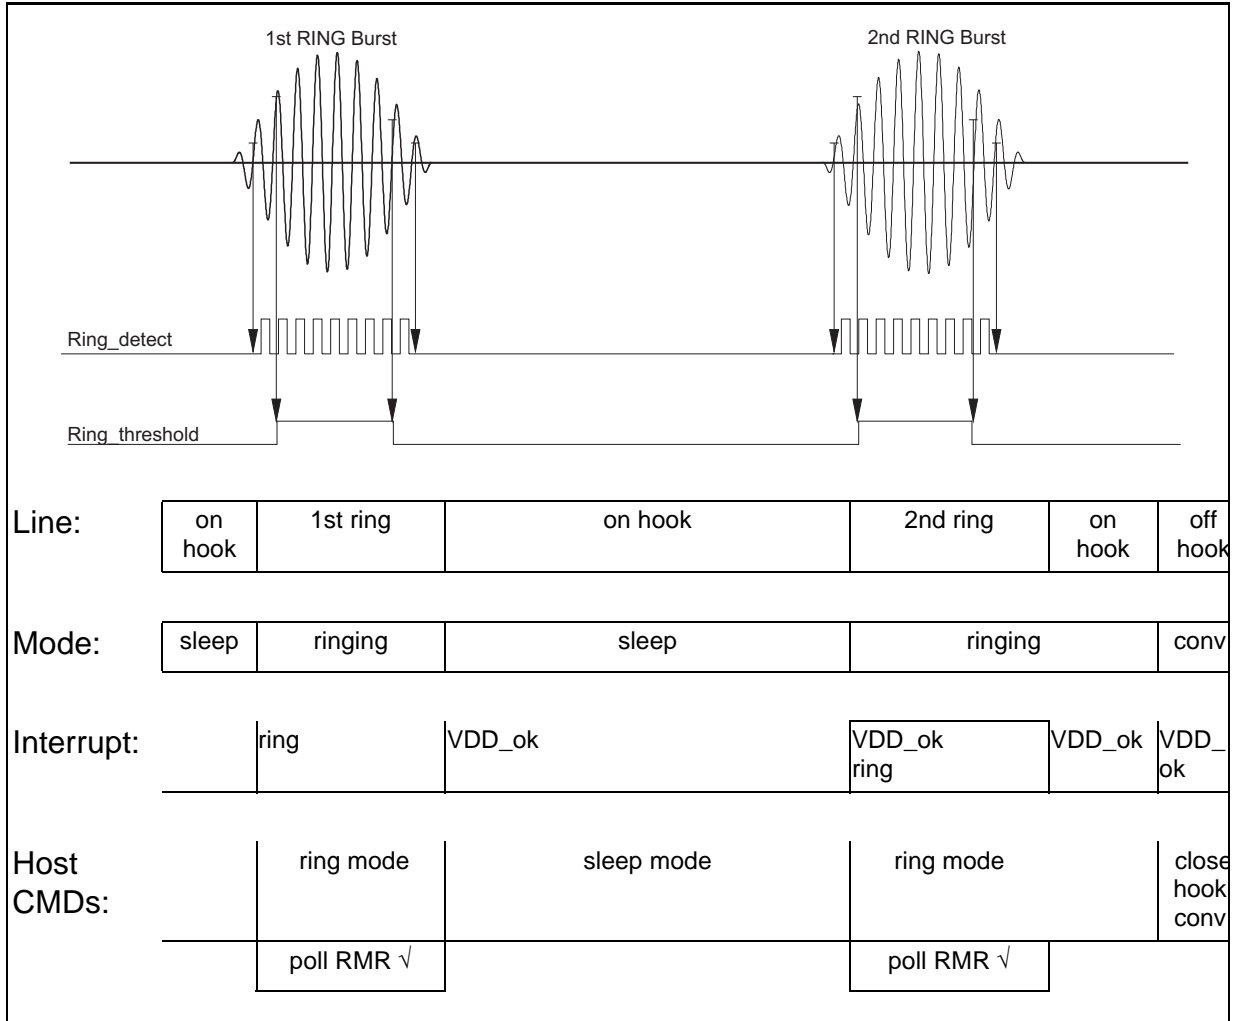 1st RING Burst
2nd RING Burst
Ring_detect
Ring_threshold
Line:
on
hook
1st ring
on hook
2nd ring
on
hook
off
hook
Mode:
sleep
ringing
sleep
ringing
conv
Interrupt:
ring
VDD_ok
VDD_ok
ring
VDD_ok
VDD_
ok
Host
CMDs:
ring mode
sleep mode
ring mode
close
hook
conv
poll RMR √
poll RMR √